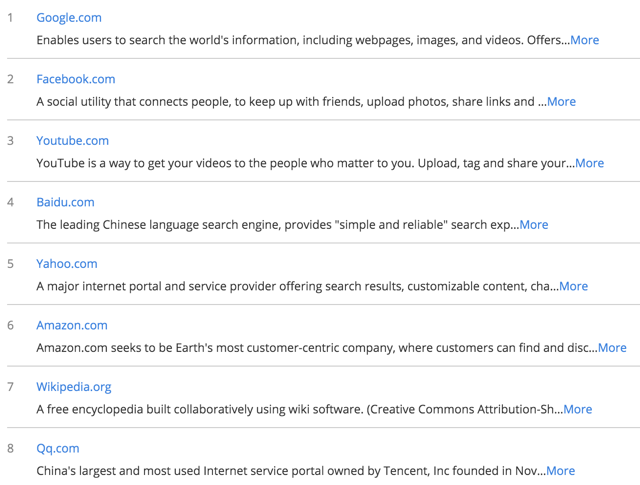 1 Google.com
Enables users to search the world's information, including webpages, images, and videos. Offers...More
2 Facebook.com
A social utility that connects people, to keep up with friends, upload photos, share links and ...More
3 Youtube.com
YouTube is a way to get your videos to the people who matter to you. Upload, tag and share your...More
4 Baidu.com
The leading Chinese language search engine, provides "simple and reliable" search exp...More
5 Yahoo.com
A major internet portal and service provider offering search results, customizable content, cha...More
6 Amazon.com
Amazon.com seeks to be Earth's most customer-centric company, where customers can find and disc...More
7 Wikipedia.org
A free encyclopedia built collaboratively using wiki software. (Creative Commons Attribution-Sh...More
8 Qq.com
China's largest and most used Internet service portal owned by Tencent, Inc founded in Nov...More